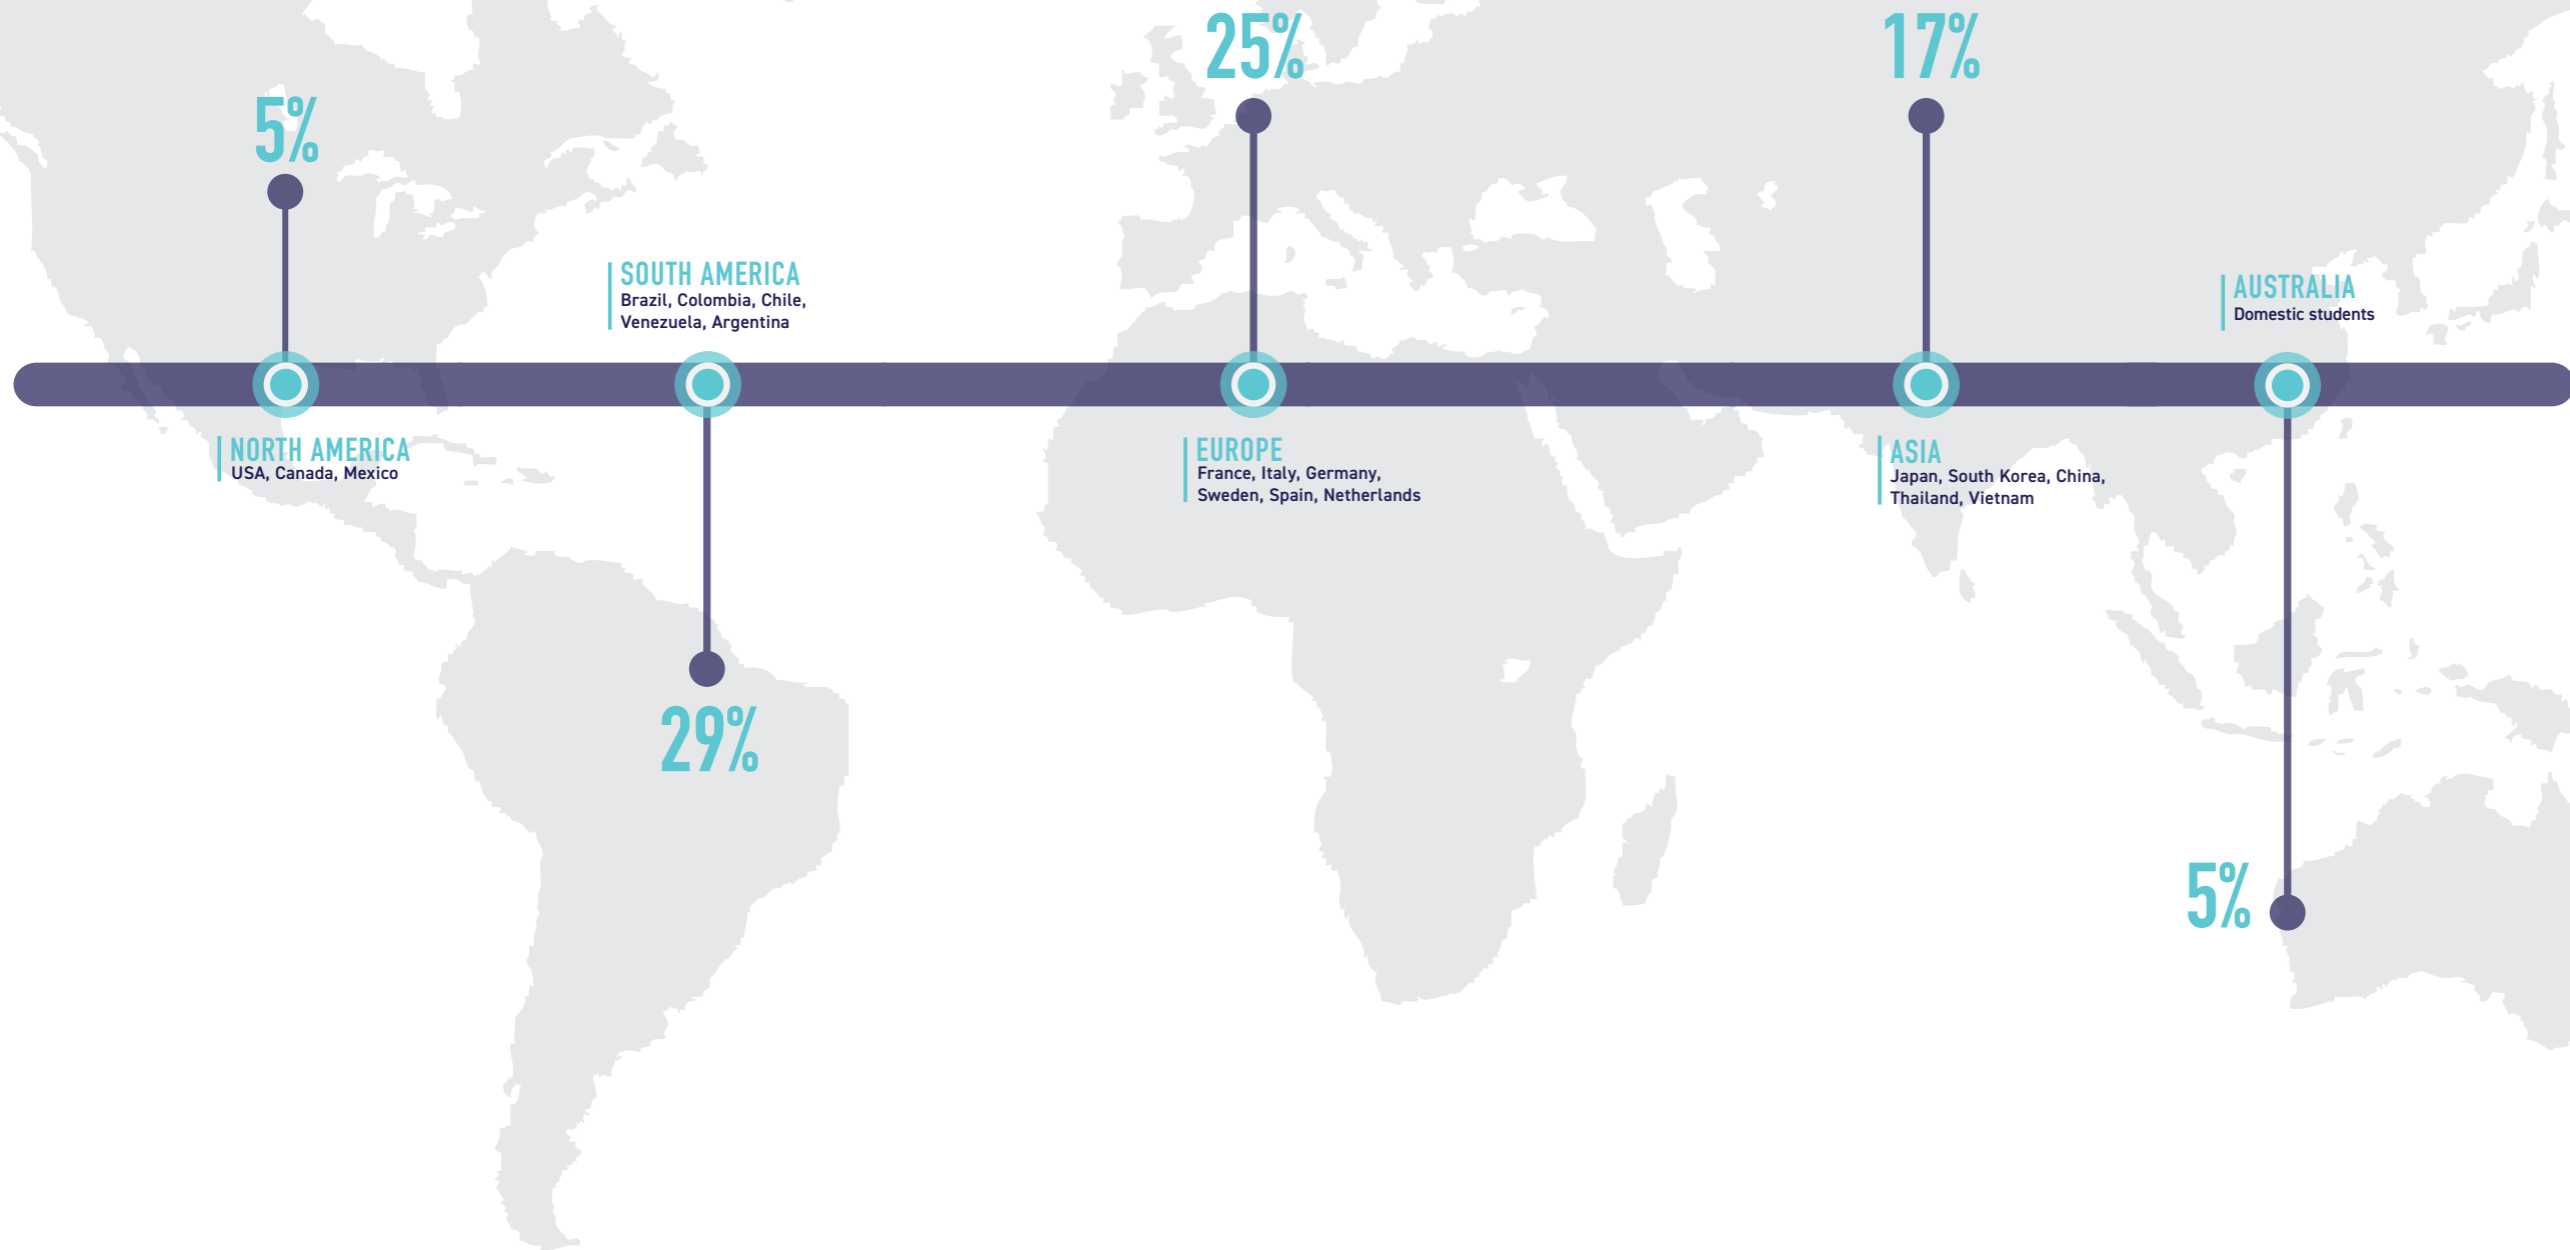 25%
17%
5%
SOUTH AMERICA
Brazil, Colombia, Chile,
Venezuela, Argentina
AUSTRALIA
Domestic students
NORTH AMERICA
USA, Canada, Mexico
EUROPE
France, Italy, Germany,
Sweden, Spain, Netherlands
ASIA
Japan, South Korea, China,
Thailand, Vietnam
29%
5%